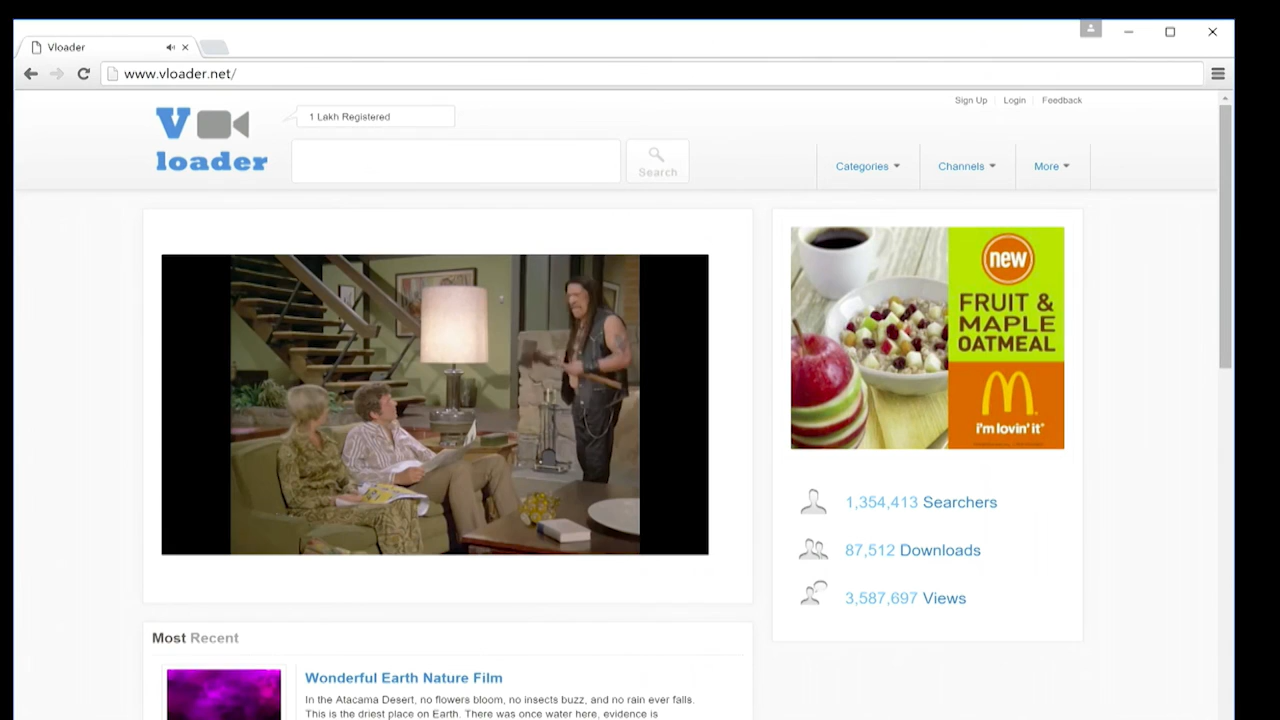 Vloader
www.vloader.net/
Sign Up
Login
Feedback
V
loader
1 Lakh Registered
Search
Categories
Channels
More
new
FRUIT &
MAPLE
OATMEAL
i'm lovin' it
1,354,413 Searchers
87,512 Downloads
3,587,697 Views
Most Recent
Wonderful Earth Nature Film
In the Atacama Desert, no flowers bloom, no insects buzz, and no rain ever falls.
This is the driest place on Earth. There was once water here, evidence is